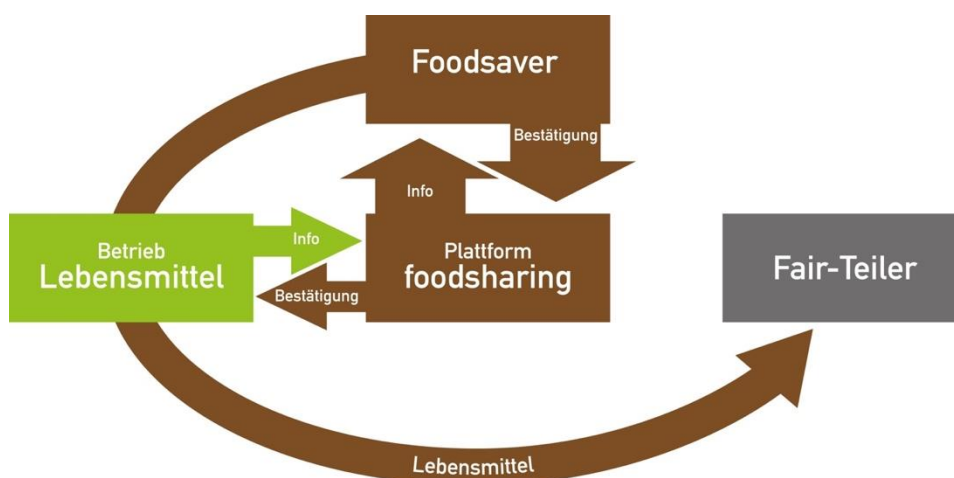 Foodsaver
Bestätigung
Info
Betrieb
Lebensmittel
Info
Bestätigung
Plattform
foodsharing
Fair-Teiler
Lebensmittel